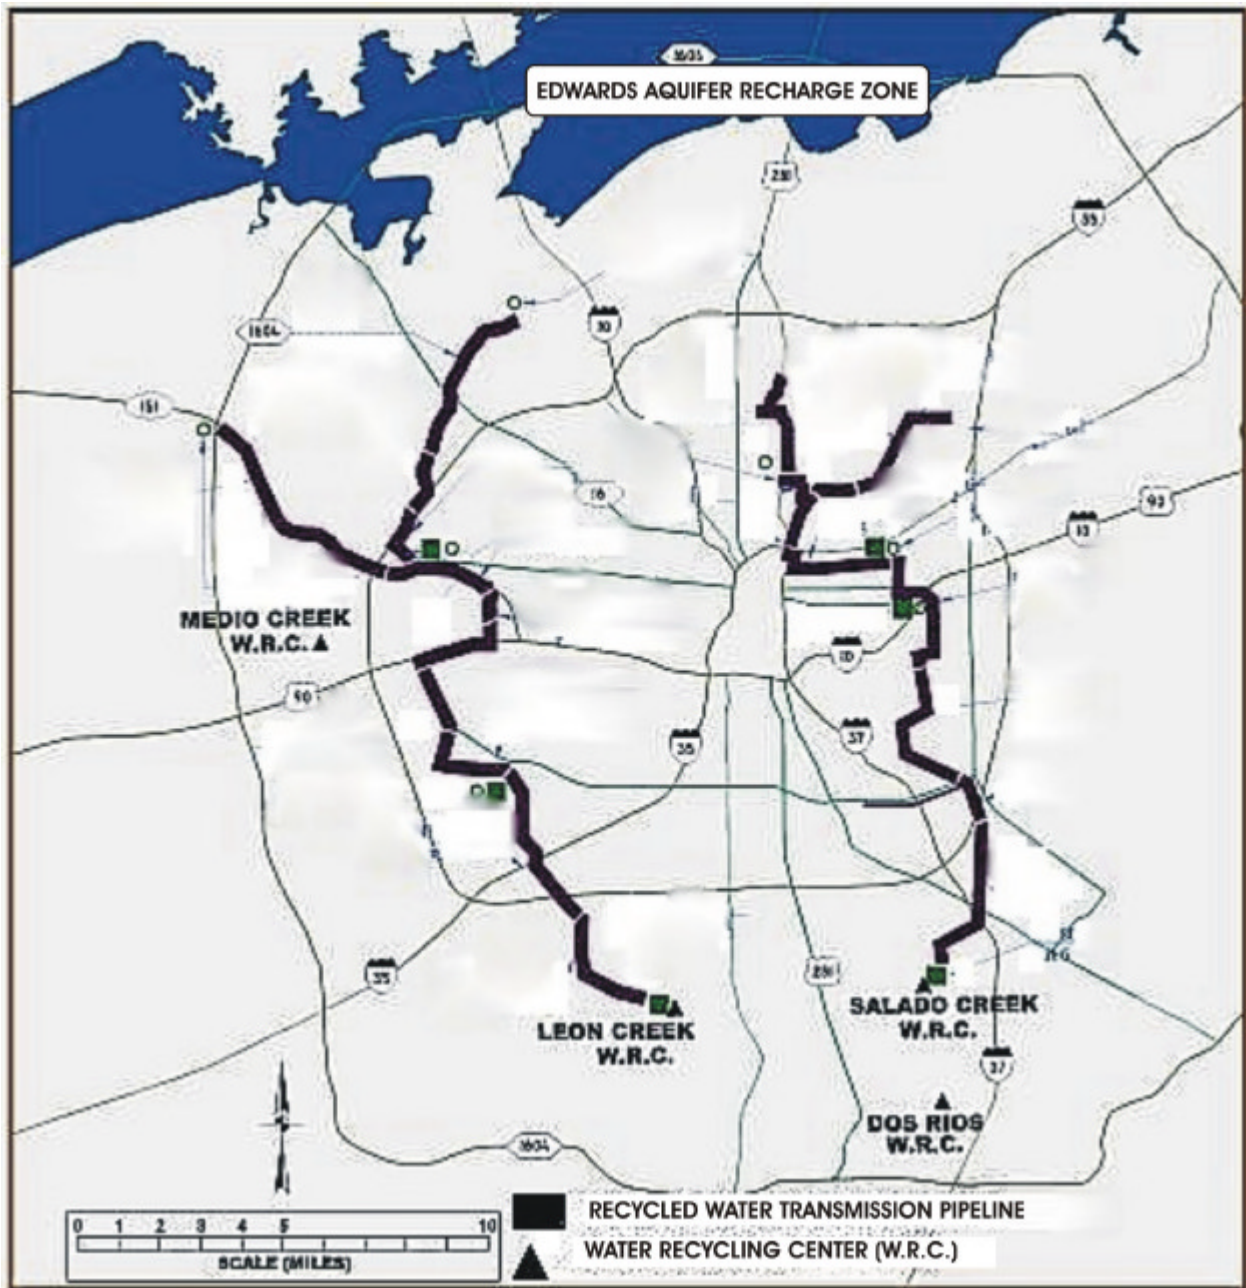 1604
EDWARDS AQUIFER RECHARGE ZONE
281
35
1604
10
151
16
10
90
MEDIO CREEK
W.R.C.
10
90
37
35
35
281
SALADO CREEK
W.R.C.
LEON CREEK
W.R.C.
37
DOS RIOS
W.R.C.
1604
RECYCLED WATER TRANSMISSION PIPELINE
0 1 2 3 4 5 10
WATER RECYCLING CENTER (W.R.C.)
SCALE (MILES)